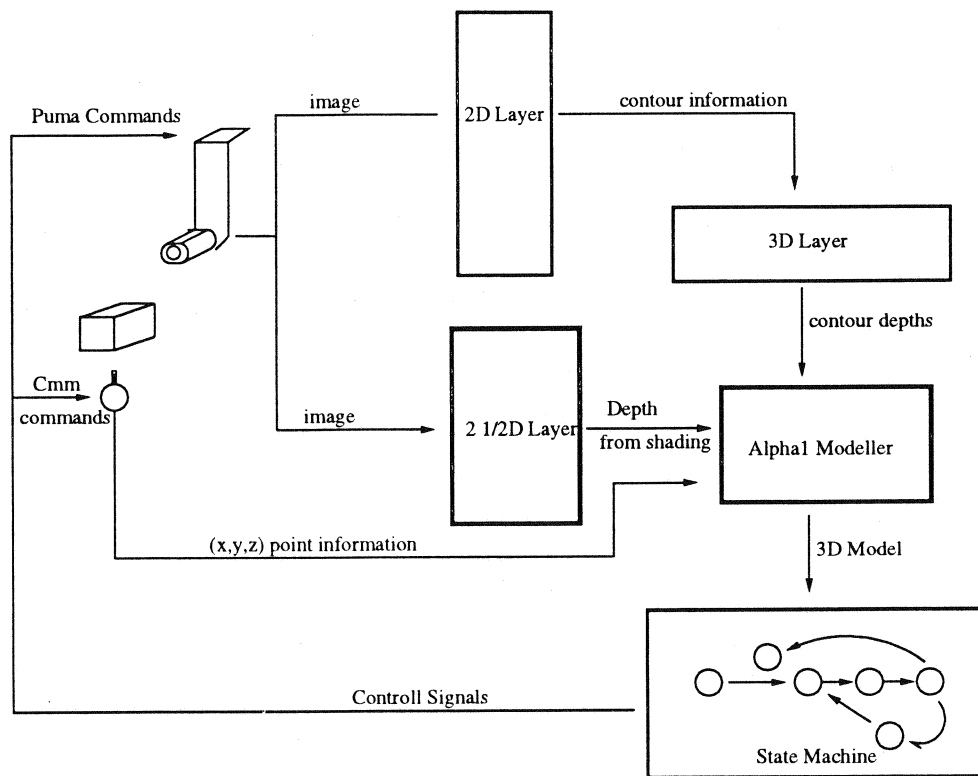 image
2D Layer
contour information
Puma Commands
3D Layer
contour depths
Cmm
commands
image
2 1/2D Layer
Depth
from shading
Alpha1 Modeller
(x,y,z) point information
3D Model
Controll Signals
State Machine